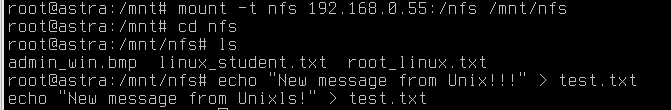 root@astra:/mnt# mount -t nfs 192.168.0.55:/nfs /mnt/nfs
root@astra:/mnt# cd nfs
root@astra:/mnt/nfs# ls
admin_win.bmp  linux_student.txt  root_linux.txt
root@astra:/mnt/nfs# echo "New message from Unix!!!" > test.txt
echo "New message from Unixls!" > test.txt